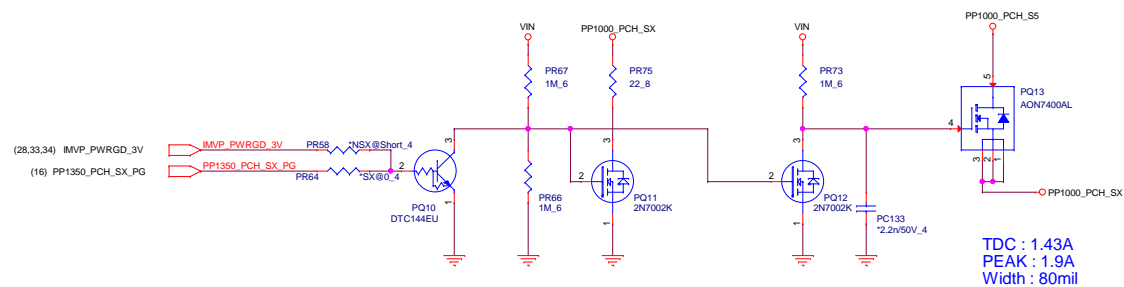 VIN
PP1000_PCH_SX
VIN
PP1000_PCH_S5
PR67
1M_6
PR75
22_8
PR73
1M_6
5
PQ13
AON7400AL
4
3
2
1
(28,33,34) IMVP_PWRGD_3V
IMVP_PWRGD_3V
PR58
*NSX@Short_4
(16) PP1350_PCH_SX_PG
PP1350_PCH_SX_PG
PR64
*SX@0_4
2
3
1
PQ10
DTC144EU
PR66
1M_6
3
2
1
PQ11
2N7002K
3
2
1
PQ12
2N7002K
PC133
*2.2n/50V_4
PP1000_PCH_SX
TDC : 1.43A
PEAK : 1.9A
Width : 80mil